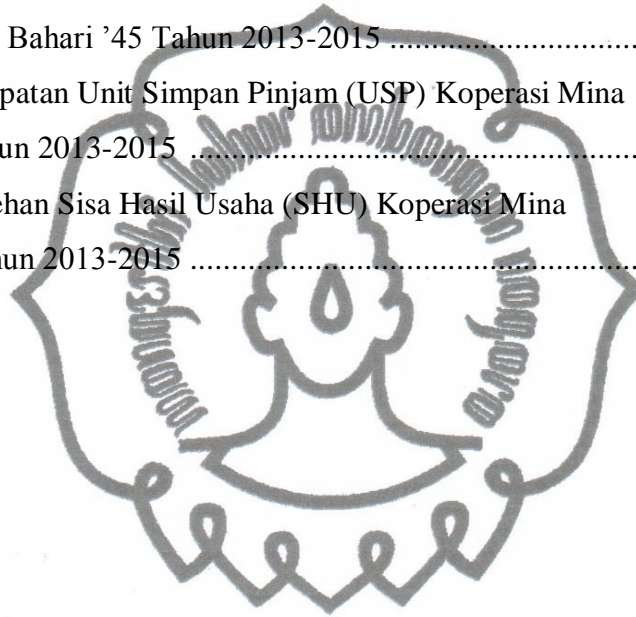 Bahari ’45 Tahun 2013-2015 ..........................................
patan Unit Simpan Pinjam (USP) Koperasi Mina
un 2013-2015 ..........................................................................
ehan Sisa Hasil Usaha (SHU) Koperasi Mina
hun 2013-2015 ..........................................................................